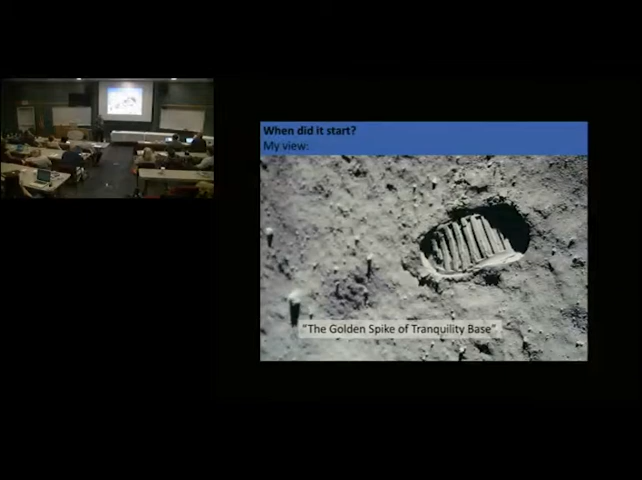 When did it start?
My view:
"The Golden Spike of Tranquility Base"